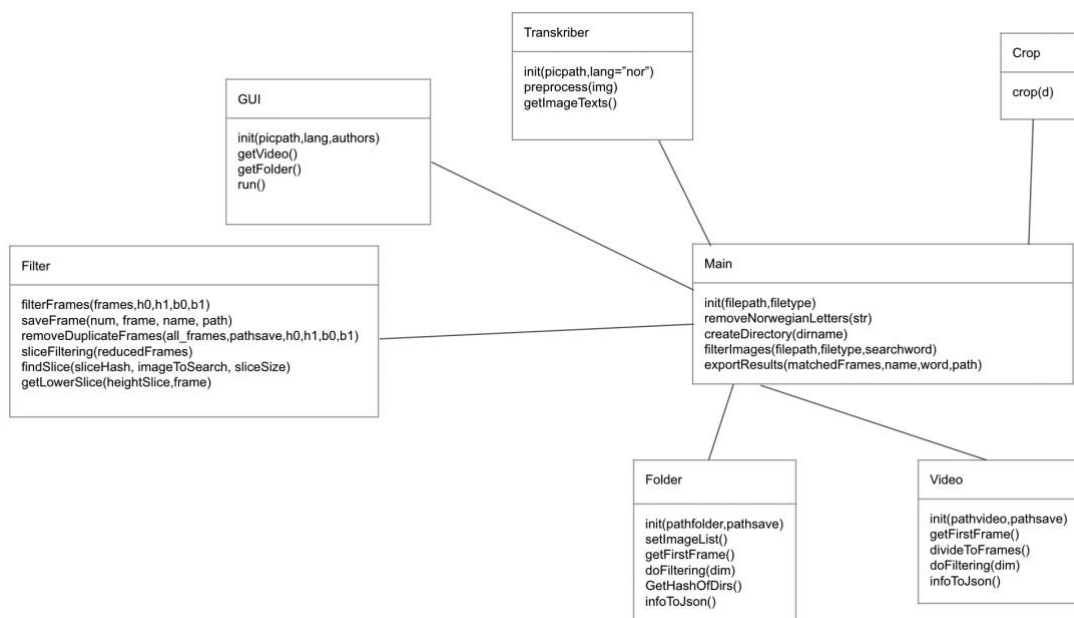 Transkriber
init(picpath,lang="nor")
preprocess(img)
getImageTexts()
Crop
crop(d)
GUI
init(picpath,lang,authors)
getVideo()
getFolder()
run()
Filter
filterFrames(frames,h0,h1,b0,b1)
saveFrame(num, frame, name, path)
removeDuplicateFrames(all_frames,pathsave,h0,h1,b0,b1)
sliceFiltering(reducedFrames)
findSlice(sliceHash, imageToSearch, sliceSize)
getLowerSlice(heightSlice,frame)
Main
init(filepath,filetype)
removeNorwegianLetters(str)
createDirectory(dirname)
filterImages(filepath,filetype,searchword)
exportResults(matchedFrames,name,word,path)
Folder
init(pathfolder,pathsave)
setImageList()
getFirstFrame()
doFiltering(dim)
GetHashOfDirs()
infoToJson()
Video
init(pathvideo,pathsave)
getFirstFrame()
divideToFrames()
doFiltering(dim)
infoToJson()